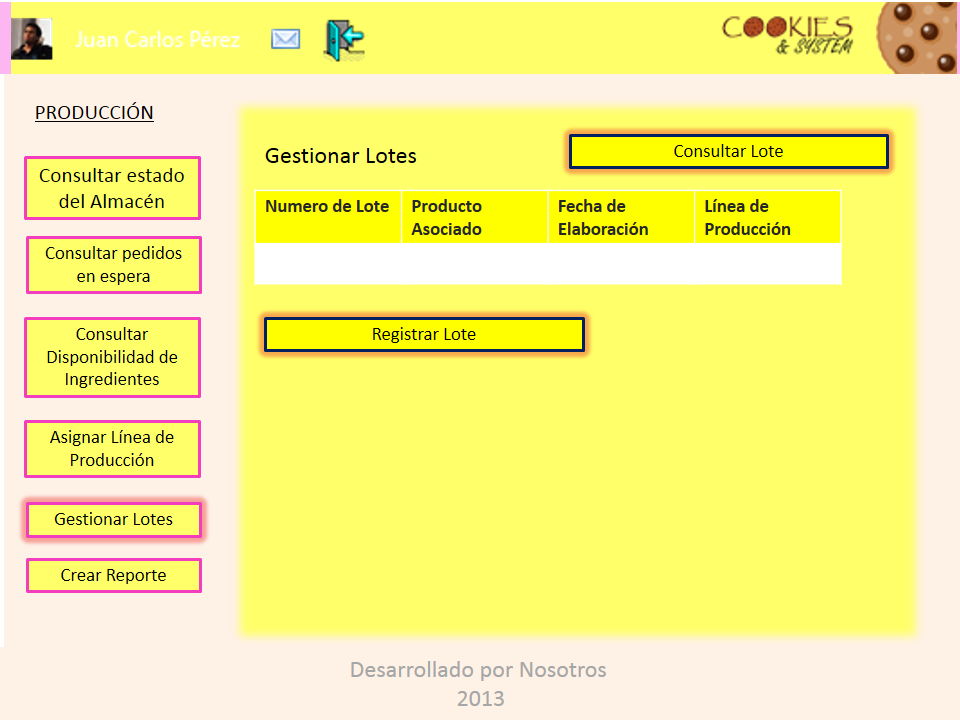 Juan Carlos Pérez
COOKIES
& SYSTEM
PRODUCCIÓN
Consultar estado
del Almacén
Consultar pedidos
en espera
Consultar
Disponibilidad de
Ingredientes
Asignar Línea de
Producción
Gestionar Lotes
Crear Reporte
Gestionar Lotes
Consultar Lote
Numero de Lote
Producto
Asociado
Fecha de
Elaboración
Línea de
Producción
Registrar Lote
Desarrollado por Nosotros
2013